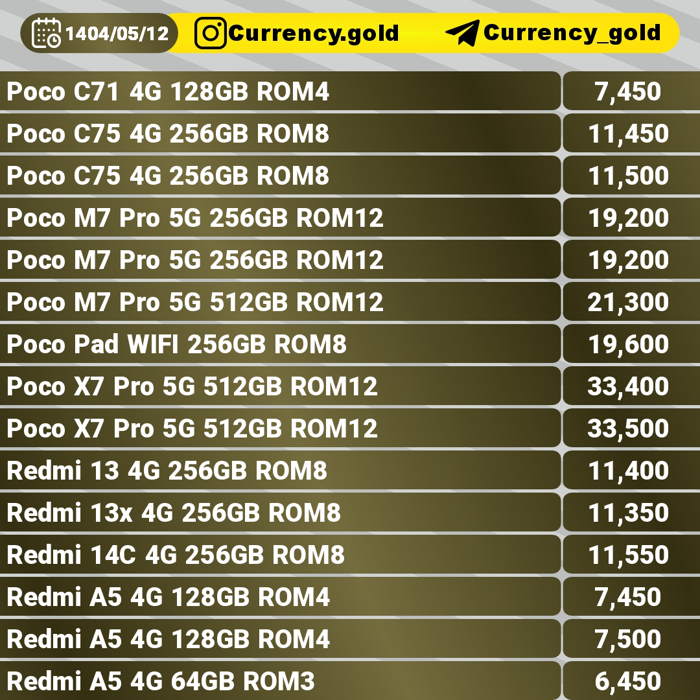 1404/05/12 Currency.gold Currency_gold
Poco C71 4G 128GB ROM4 7,450
Poco C75 4G 256GB ROM8 11,450
Poco C75 4G 256GB ROM8 11,500
Poco M7 Pro 5G 256GB ROM12 19,200
Poco M7 Pro 5G 256GB ROM12 19,200
Poco M7 Pro 5G 512GB ROM12 21,300
Poco Pad WIFI 256GB ROM8 19,600
Poco X7 Pro 5G 512GB ROM12 33,400
Poco X7 Pro 5G 512GB ROM12 33,500
Redmi 13 4G 256GB ROM8 11,400
Redmi 13x 4G 256GB ROM8 11,350
Redmi 14C 4G 256GB ROM8 11,550
Redmi A5 4G 128GB ROM4 7,450
Redmi A5 4G 128GB ROM4 7,500
Redmi A5 4G 64GB ROM3 6,450